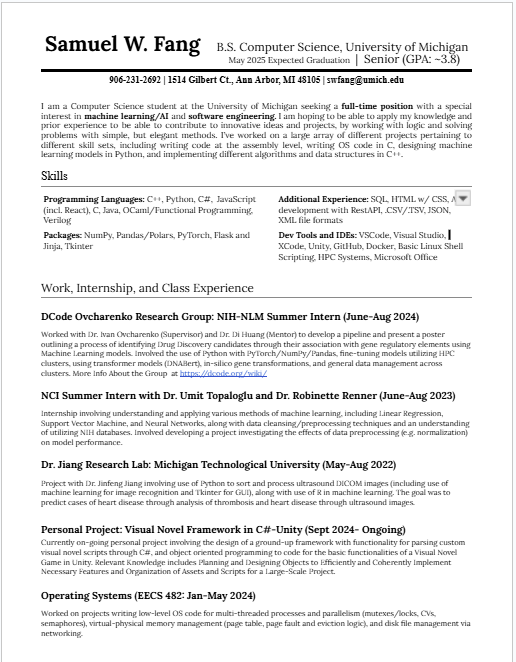 Samuel W. Fang
B.S. Computer Science, University of Michigan
May 2025 Expected Graduation | Senior (GPA: ~3.8)
906-231-2692 | 1514 Gilbert Ct., Ann Arbor, MI 48105 | swfang@umich.edu
I am a Computer Science student at the University of Michigan seeking a full-time position with a special
interest in machine learning/AI and software engineering. I am hoping to be able to apply my knowledge and
prior experience to be able to contribute to innovative ideas and projects, by working with logic and solving
problems with simple, but elegant methods. I've worked on a large array of different projects pertaining to
different skill sets, including writing code at the assembly level, writing OS code in C, designing machine
learning models in Python, and implementing different algorithms and data structures in C++.
Skills
Programming Languages: C++, Python, C#, JavaScript
(incl. React), C, Java, OCaml/Functional Programming,
Verilog
Packages: NumPy, Pandas/Polars, PyTorch, Flask and
Jinja, Tkinter
Additional Experience: SQL, HTML w/ CSS,
development with RestAPI, .CSV/.TSV, JSON,
XML file formats
Dev Tools and IDEs: VSCode, Visual Studio,
XCode, Unity, GitHub, Docker, Basic Linux Shell
Scripting, HPC Systems, Microsoft Office
Work, Internship, and Class Experience
DCode Ovcharenko Research Group: NIH-NLM Summer Intern (June-Aug 2024)
Worked with Dr. Ivan Ovcharenko (Supervisor) and Dr. Di Huang (Mentor) to develop a pipeline and present a poster
outlining a process of identifying Drug Discovery candidates through their association with gene regulatory elements using
Machine Learning models. Involved the use of Python with PyTorch/NumPy/Pandas, fine-tuning models utilizing HPC
clusters, using transformer models (DNABert), in-silico gene transformations, and general data management across
clusters. More Info About the Group at https://dcode.org/wiki/
NCI Summer Intern with Dr. Umit Topaloglu and Dr. Robinette Renner (June-Aug 2023)
Internship involving understanding and applying various methods of machine learning, including Linear Regression,
Support Vector Machine, and Neural Networks, along with data cleansing/preprocessing techniques and an understanding
of utilizing NIH databases. Involved developing a project investigating the effects of data preprocessing (e.g. normalization)
on model performance.
Dr. Jiang Research Lab: Michigan Technological University (May-Aug 2022)
Project with Dr. Jinfeng Jiang involving use of Python to sort and process ultrasound DICOM images (including use of
machine learning for image recognition and Tkinter for GUI), along with use of R in machine learning. The goal was to
predict cases of heart disease through analysis of thrombosis and heart disease through ultrasound images.
Personal Project: Visual Novel Framework in C#-Unity (Sept 2024- Ongoing)
Currently on-going personal project involving the design of a ground-up framework with functionality for parsing custom
visual novel scripts through C#, and object oriented programming to code for the basic functionalities of a Visual Novel
Game in Unity. Relevant Knowledge includes Planning and Designing Objects to Efficiently and Coherently Implement
Necessary Features and Organization of Assets and Scripts for a Large-Scale Project.
Operating Systems (EECS 482: Jan-May 2024)
Worked on projects writing low-level OS code for multi-threaded processes and parallelism (mutexes/locks, CVs,
semaphores), virtual-physical memory management (page table, page fault and eviction logic), and disk file management via
networking.